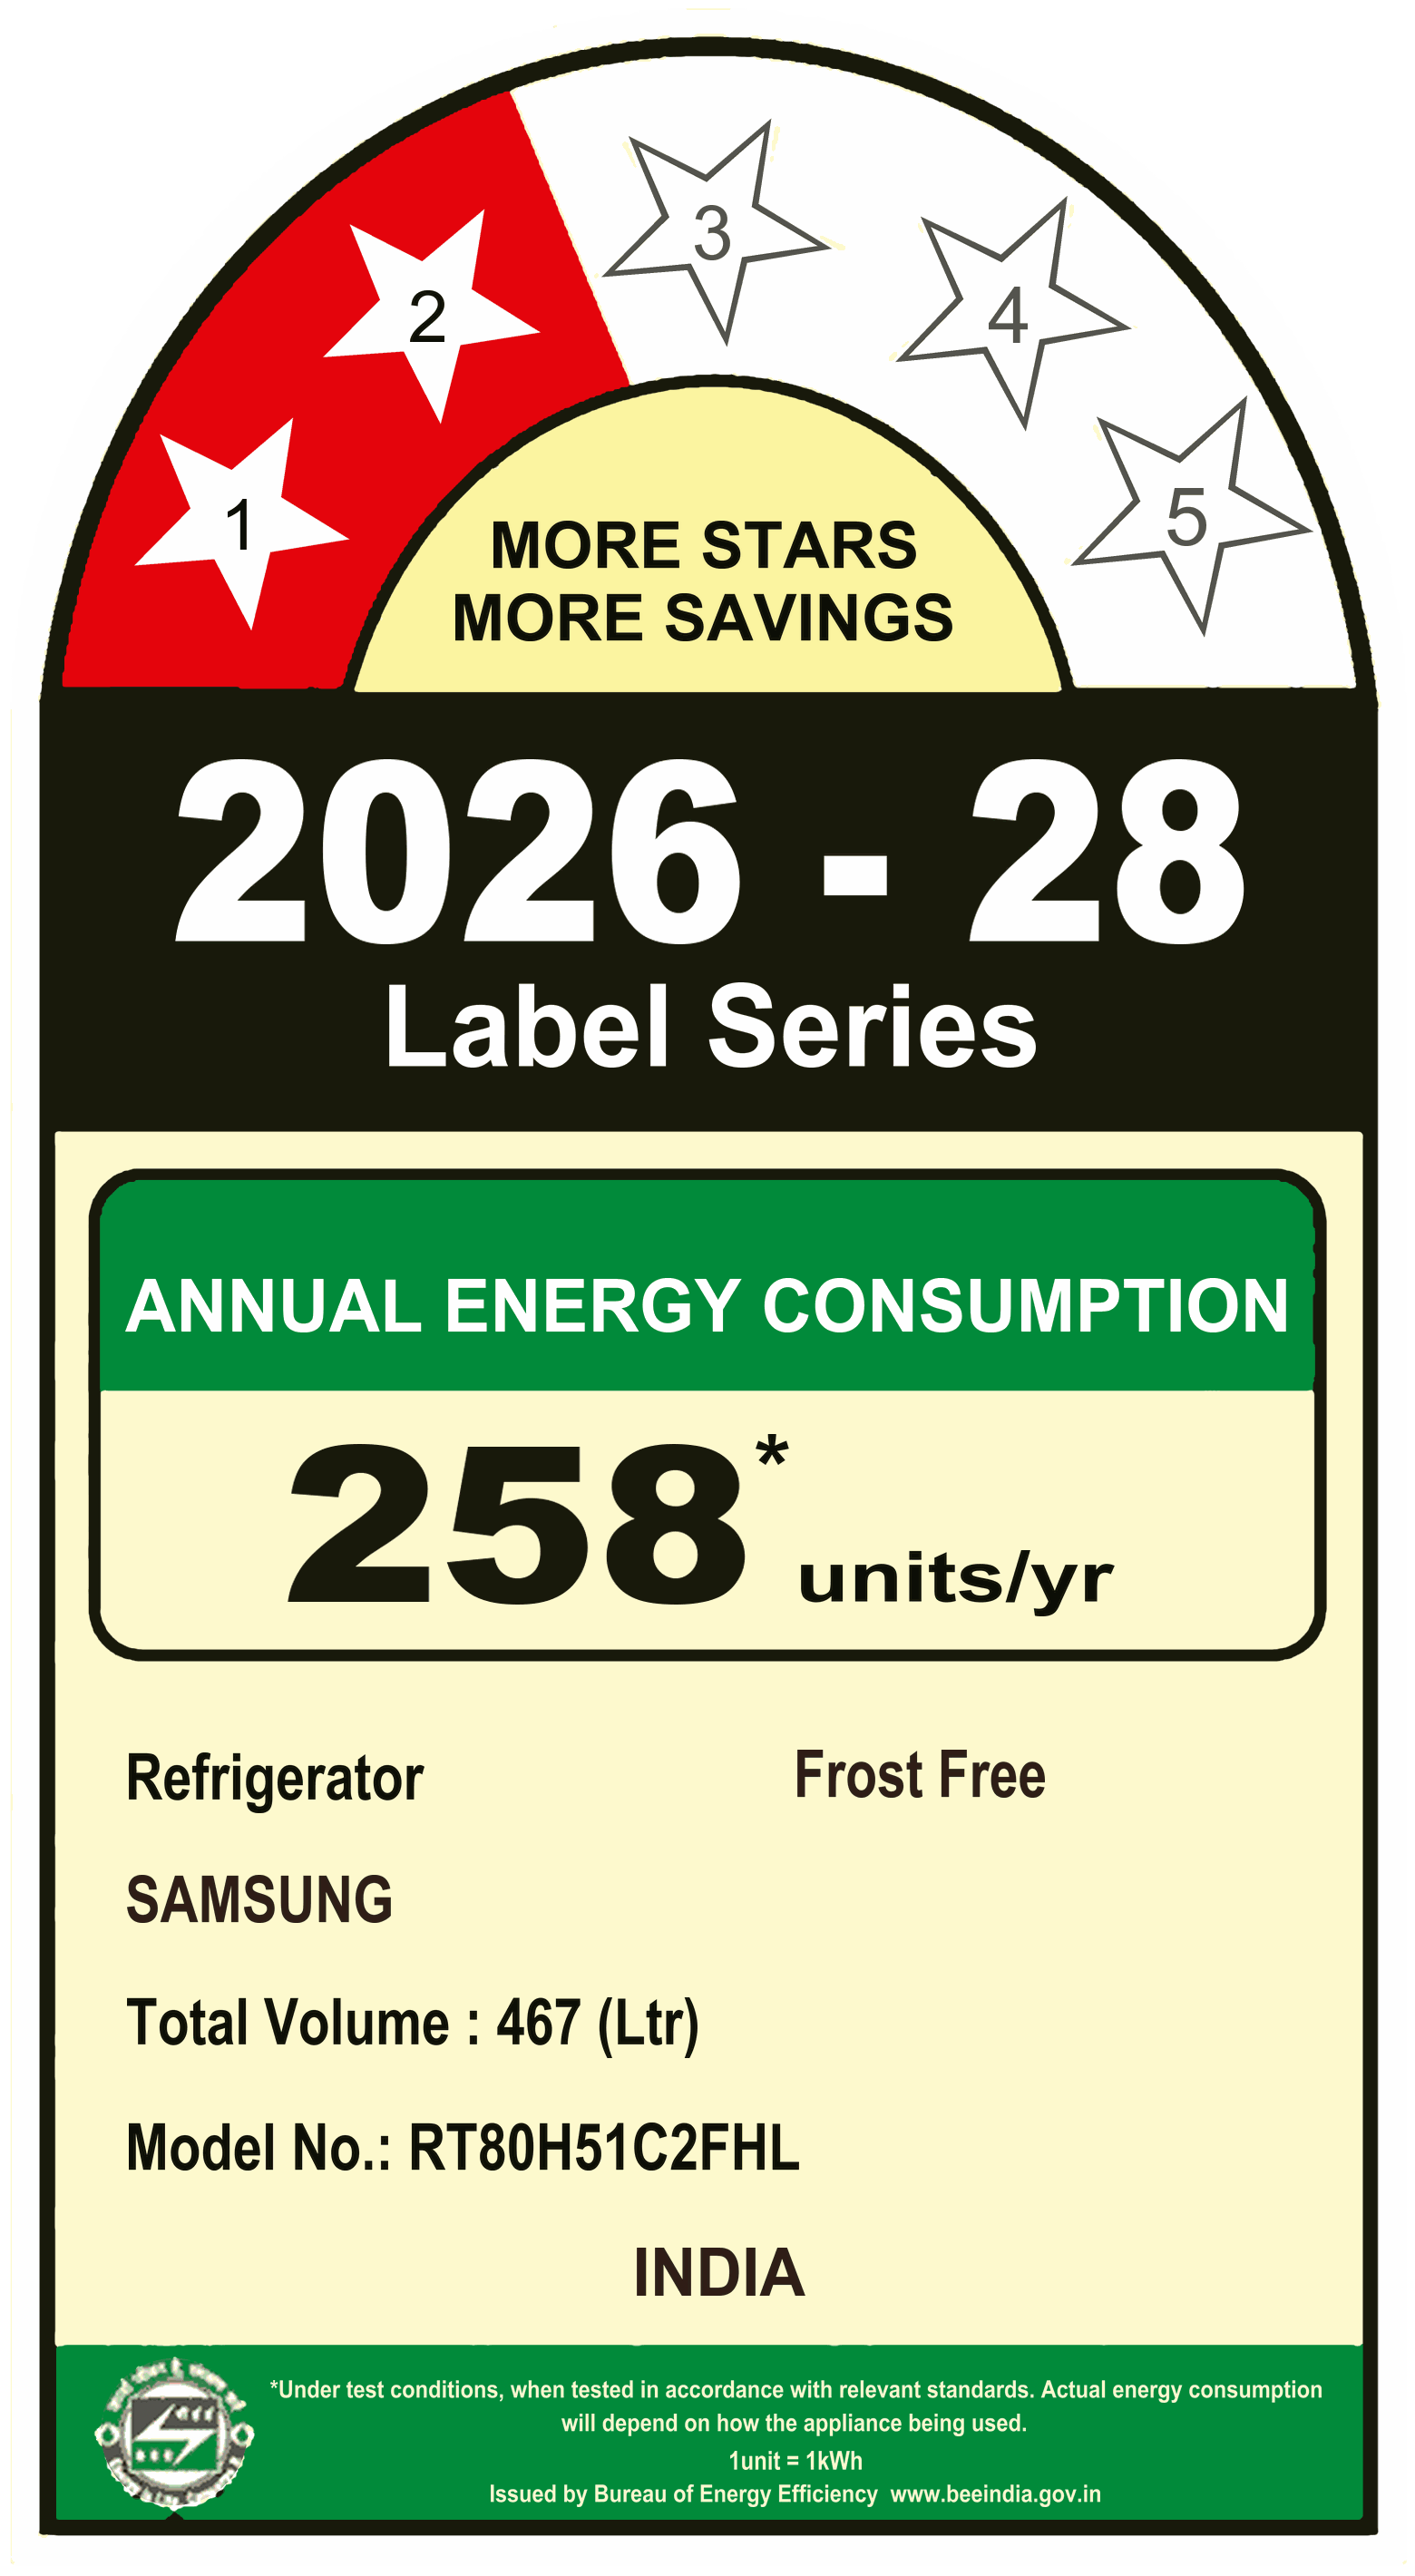 1
2
3
4
5
MORE STARS
MORE SAVINGS
2026 - 28
Label Series
ANNUAL ENERGY CONSUMPTION
258* units/yr
Refrigerator Frost Free
SAMSUNG
Total Volume : 467 (Ltr)
Model No.: RT80H51C2FHL
INDIA
*Under test conditions, when tested in accordance with relevant standards. Actual energy consumption
will depend on how the appliance being used.
1unit = 1kWh
Issued by Bureau of Energy Efficiency www.beeindia.gov.in